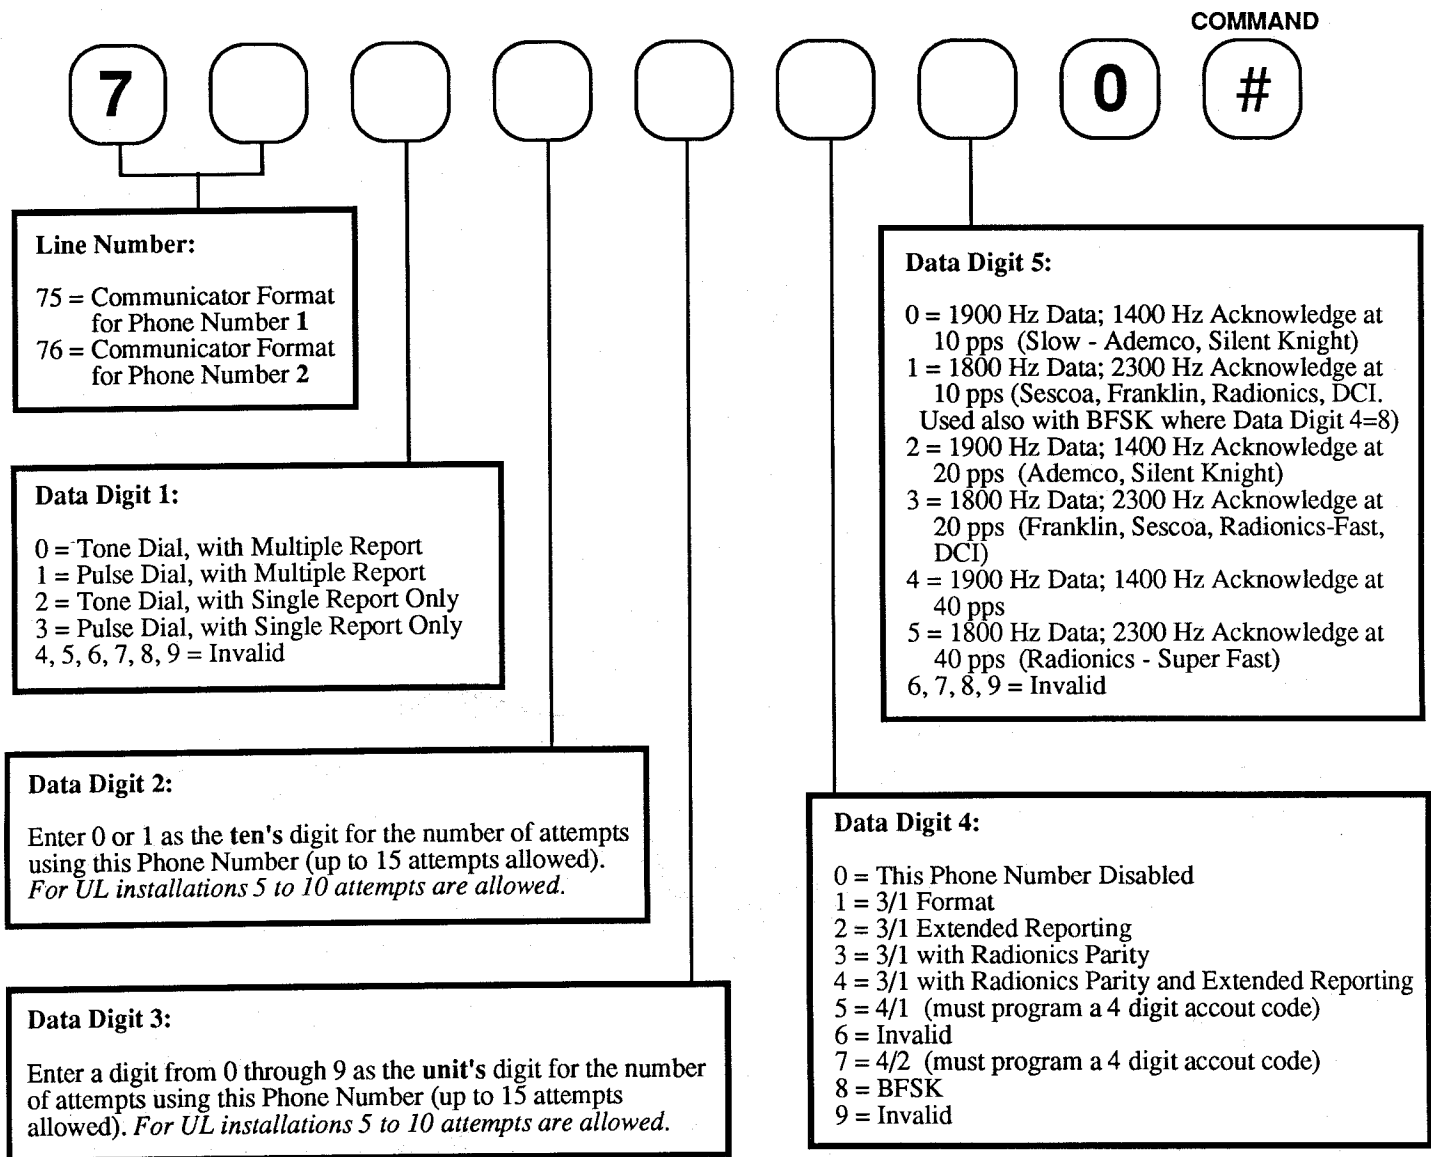 COMMAND
7 0 #
Line Number:
75 = Communicator Format
for Phone Number 1
76 = Communicator Format
for Phone Number 2
Data Digit 1:
0 = Tone Dial, with Multiple Report
1 = Pulse Dial, with Multiple Report
2 = Tone Dial, with Single Report Only
3 = Pulse Dial, with Single Report Only
4, 5, 6, 7, 8, 9 = Invalid
Data Digit 2:
Enter 0 or 1 as the ten's digit for the number of attempts
using this Phone Number (up to 15 attempts allowed).
For UL installations 5 to 10 attempts are allowed.
Data Digit 3:
Enter a digit from 0 through 9 as the unit's digit for the number
of attempts using this Phone Number (up to 15 attempts
allowed). For UL installations 5 to 10 attempts are allowed.
Data Digit 5:
0 = 1900 Hz Data; 1400 Hz Acknowledge at
10 pps (Slow - Ademco, Silent Knight)
1 = 1800 Hz Data; 2300 Hz Acknowledge at
10 pps (Sescoa, Franklin, Radionics, DCI.
Used also with BFSK where Data Digit 4=8)
2 = 1900 Hz Data; 1400 Hz Acknowledge at
20 pps (Ademco, Silent Knight)
3 = 1800 Hz Data; 2300 Hz Acknowledge at
20 pps (Franklin, Sescoa, Radionics-Fast,
DCI)
4 = 1900 Hz Data; 1400 Hz Acknowledge at
40 pps
5 = 1800 Hz Data; 2300 Hz Acknowledge at
40 pps (Radionics - Super Fast)
6, 7, 8, 9 = Invalid
Data Digit 4:
0 = This Phone Number Disabled
1 = 3/1 Format
2 = 3/1 Extended Reporting
3 = 3/1 with Radionics Parity
4 = 3/1 with Radionics Parity and Extended Reporting
5 = 4/1 (must program a 4 digit accout code)
6 = Invalid
7 = 4/2 (must program a 4 digit accout code)
8 = BFSK
9 = Invalid